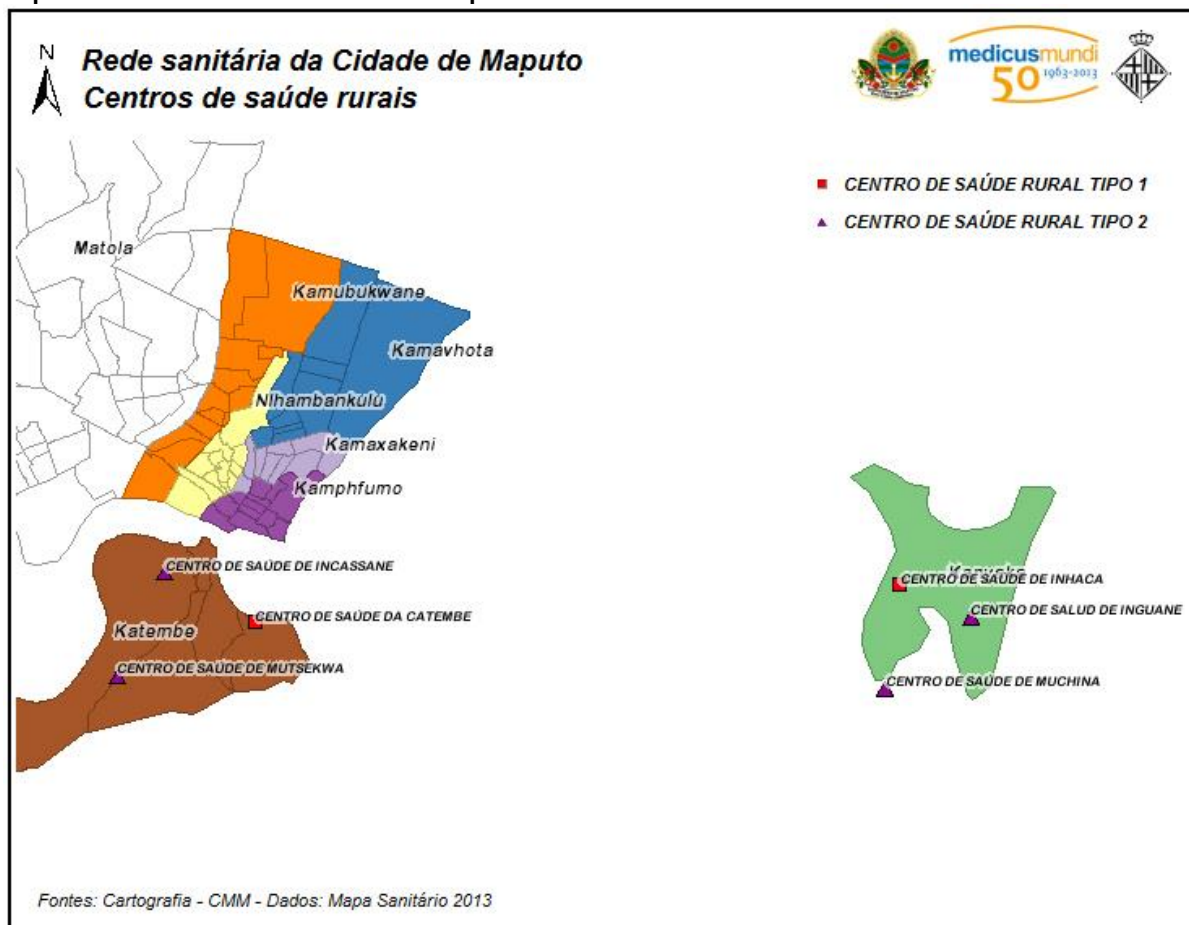 N
Rede sanitária da Cidade de Maputo
Centros de saúde rurais
medicusmundi
50 1963-2013
CENTRO DE SAÚDE RURAL TIPO 1
CENTRO DE SAÚDE RURAL TIPO 2
Matola
Kamubukwane
Kamavhota
Nlhambankulu
Kamaxakeni
Kamphfumo
CENTRO DE SAÚDE DE INCASSANE
CENTRO DE SAÚDE DA CATEMBE
Katembe
CENTRO DE SAÚDE DE MUTSEKWA
CENTRO DE SAÚDE DE INHACA
CENTRO DE SALUD DE INGUANE
CENTRO DE SAÚDE DE MUCHINA
Fontes: Cartografia - CMM - Dados: Mapa Sanitário 2013